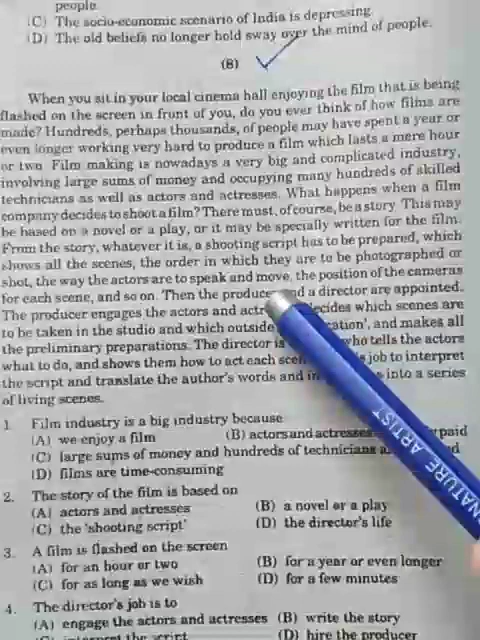 people.
(C) The socio-economic scenario of India is depressing.
(D) The old beliefs no longer hold sway over the mind of people.
(B)
When you sit in your local cinema hall enjoying the film that is being
flashed on the screen in front of you, do you ever think of how films are
made? Hundreds, perhaps thousands, of people may have spent a year or
even longer working very hard to produce a film which lasts a mere hour
or two. Film making is nowadays a very big and complicated industry,
involving large sums of money and occupying many hundreds of skilled
technicians as well as actors and actresses. What happens when a film
company decides to shoot a film? There must, of course, be a story. This may
be based on a novel or a play, or it may be specially written for the film.
From the story, whatever it is, a shooting script has to be prepared, which
shows all the scenes, the order in which they are to be photographed or
shot, the way the actors are to speak and move, the position of the cameras
for each scene, and so on. Then the produce nd a director are appointed.
The producer engages the actors and actr decides which scenes are
to be taken in the studio and which outside cation', and makes all
the preliminary preparations. The director is who tells the actors
what to do, and shows them how to act each sce job to interpret
the script and translate the author's words and in into a series
of living scenes.
1. Film industry is a big industry because
(A) we enjoy a film (B) actors and actresses paid
(C) large sums of money and hundreds of technicians a d
(D) films are time-consuming
2. The story of the film is based on
(A) actors and actresses (B) a novel or a play
(C) the 'shooting script' (D) the director's life
3. A film is flashed on the screen
(A) for an hour or two (B) for a year or even longer
(C) for as long as we wish (D) for a few minutes
4. The director's job is to
(A) engage the actors and actresses (B) write the story
(C) interpret the script (D) hire the producer
NATURE ARTIST